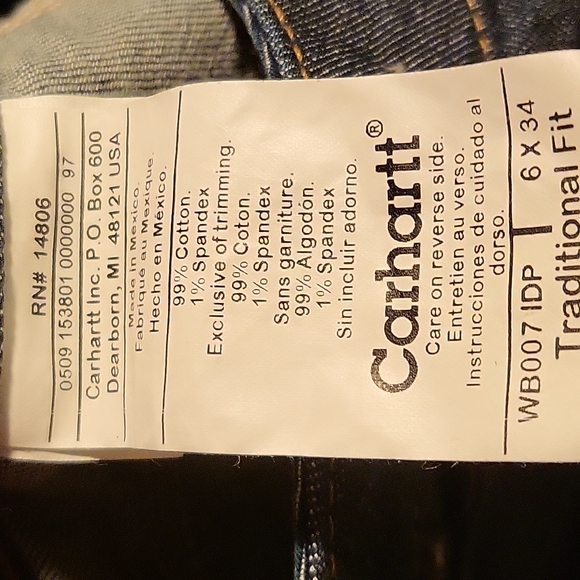 RN# 14806
0509 153801 0000000 97
Carhartt Inc. P.O. Box 600
Dearborn, MI 48121 USA
Made in Mexico.
Fabriqué au Mexique.
Hecho en México.
99% Cotton.
1% Spandex
Exclusive of trimming.
99% Coton.
1% Spandex
Sans garniture.
99% Algodón.
1% Spandex
Sin incluir adorno.
Carhartt®
Care on reverse side.
Entretien au verso.
Instrucciones de cuidado al
dorso.
WB007 IDP 6 X 34
Traditional Fit